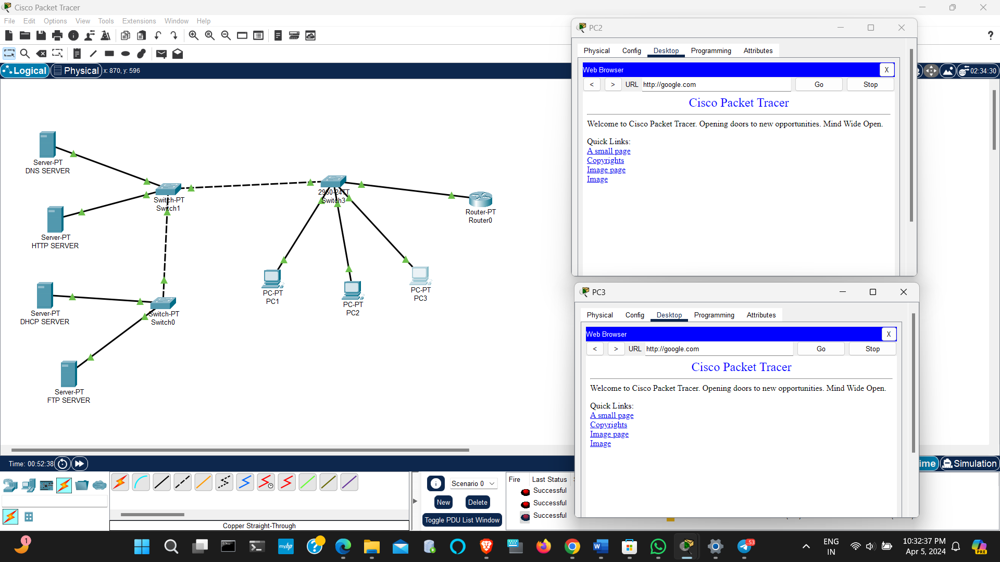 Cisco Packet Tracer
File Edit Options View Tools Extensions Window Help
Logical Physical x: 870, y: 596
02:34:30
Server-PT
DNS SERVER
Server-PT
HTTP SERVER
Server-PT
DHCP SERVER
Server-PT
FTP SERVER
Switch-PT
Switch1
Switch-PT
Switch0
2950-24TT
Switch3
Router-PT
Router0
PC-PT
PC1
PC-PT
PC2
PC-PT
PC3
PC2
Physical Config Desktop Programming Attributes
Web Browser X
< > URL http://google.com Go Stop
Cisco Packet Tracer
Welcome to Cisco Packet Tracer. Opening doors to new opportunities. Mind Wide Open.
Quick Links:
A small page
Copyrights
Image page
Image
PC3
Physical Config Desktop Programming Attributes
Web Browser X
< > URL http://google.com Go Stop
Cisco Packet Tracer
Welcome to Cisco Packet Tracer. Opening doors to new opportunities. Mind Wide Open.
Quick Links:
A small page
Copyrights
Image page
Image
Time: 00:52:38
Simulation
Scenario 0
New Delete
Toggle PDU List Window
Fire Last Status
Successful
Successful
Successful
Copper Straight-Through
1
myhp
53
ENG
IN
10:32:37 PM
Apr 5, 2024
PRE